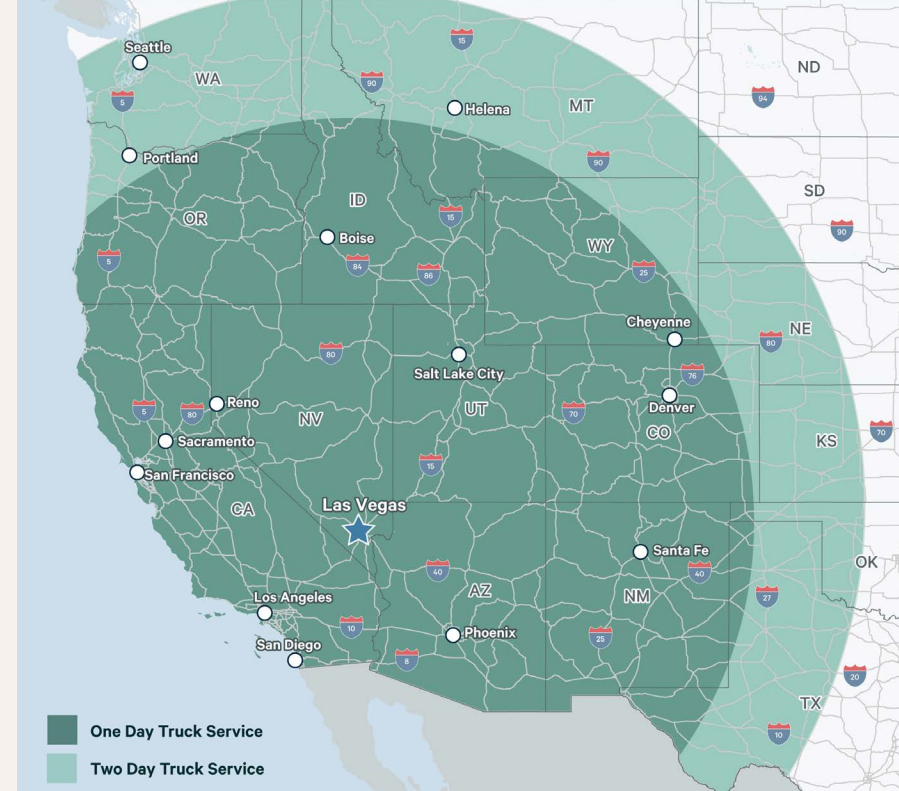 15
Seattle
ND
WA
90
94
5
MT
Helena
Portland
90
SD
ID
OR
15
90
Boise
WY
5
84
86
25
Cheyenne
NE
80
80
Salt Lake City
76
Reno
UT
70
Denver
5
80
NV
CO
70
KS
Sacramento
15
San Francisco
Las Vegas
CA
Santa Fe
OK
40
40
AZ
Los Angeles
NM
27
10
Phoenix
25
San Diego
8
20
TX
One Day Truck Service
10
Two Day Truck Service